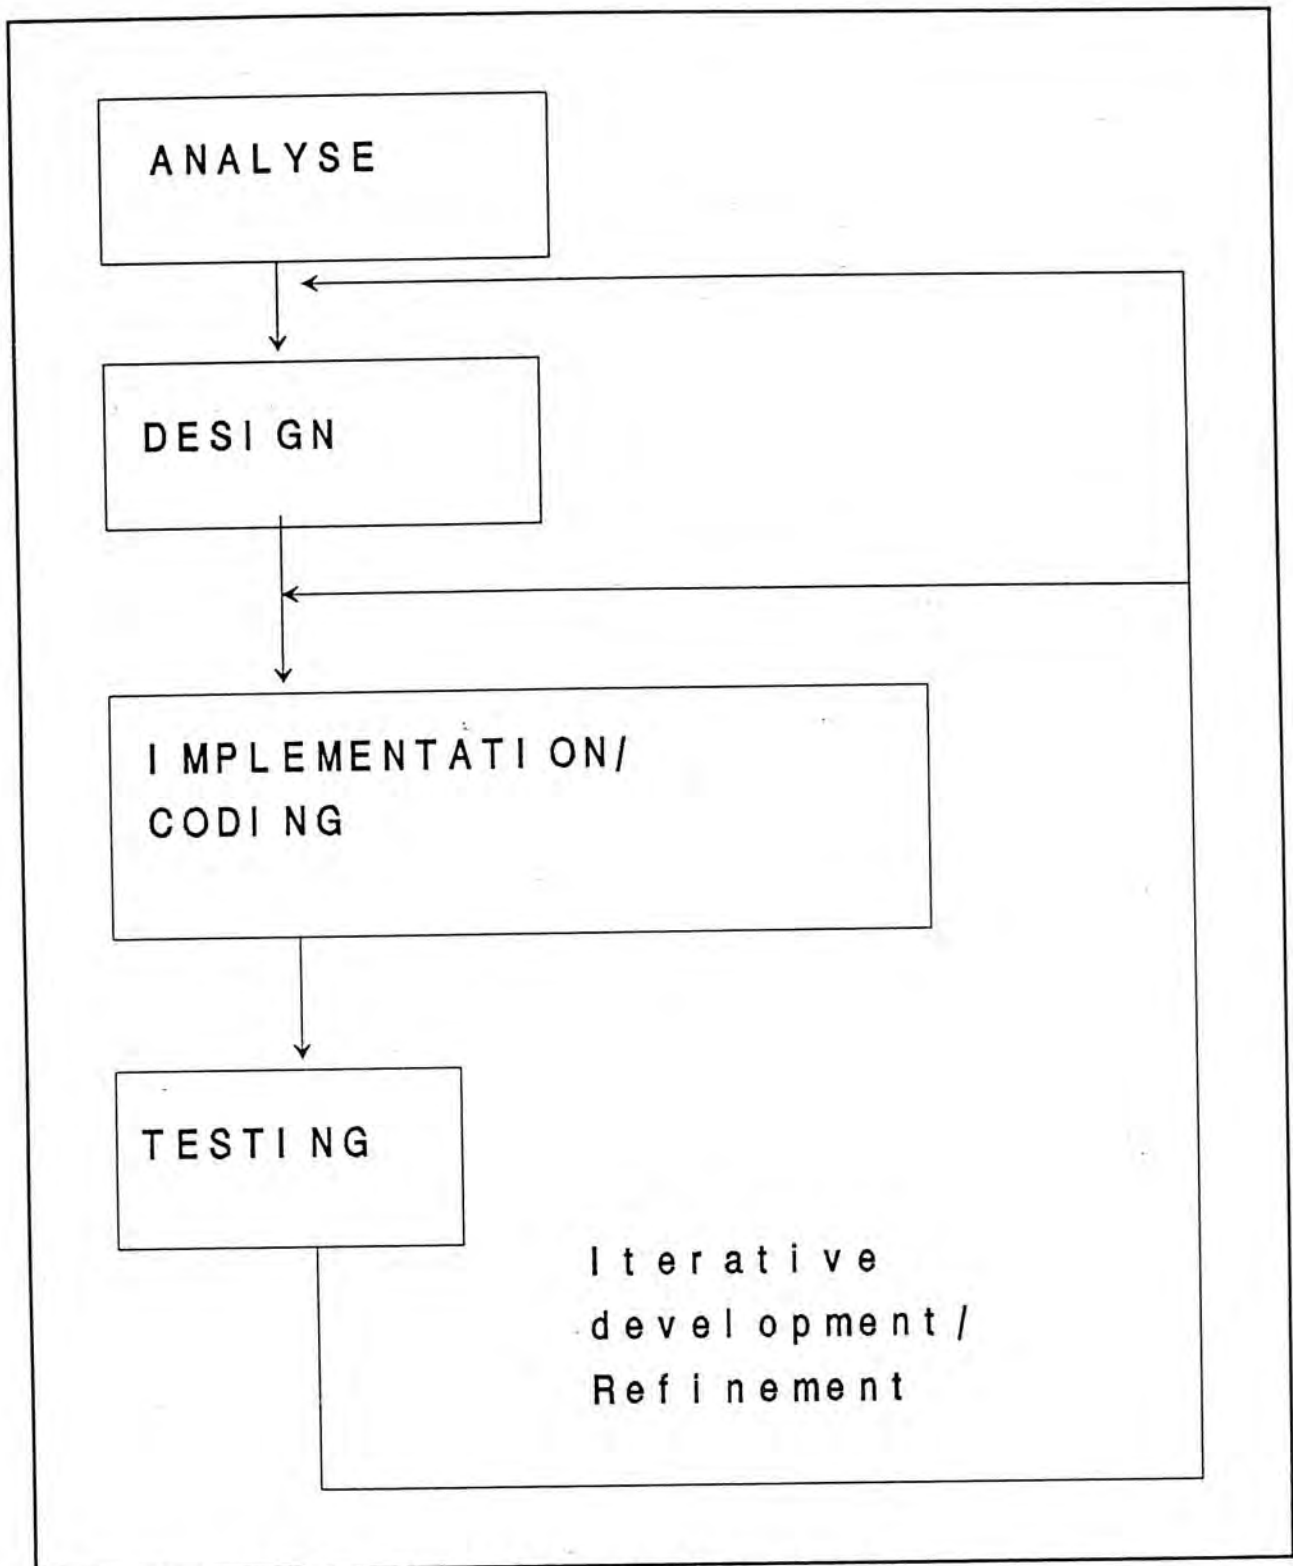 ANALYSE
DESIGN
IMPLEMENTATION/
CODING
TESTING
Iterative
development/
Refinement